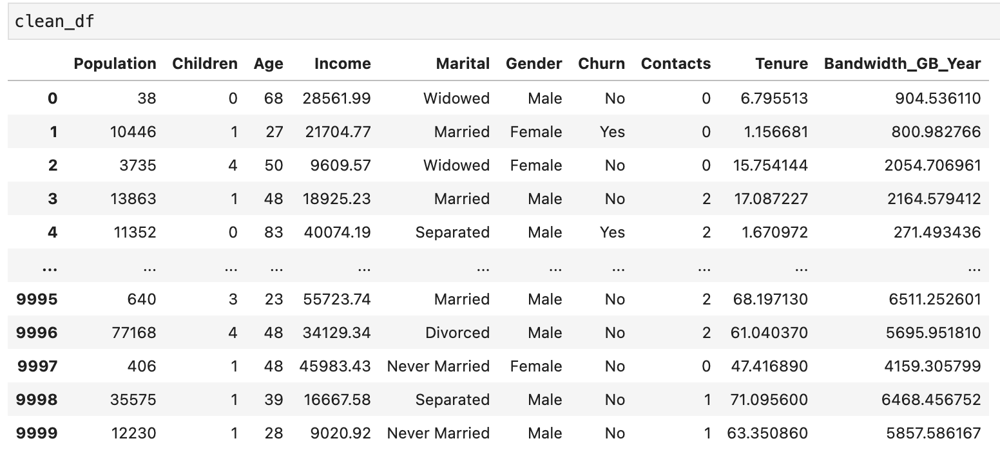 clean_df
Population Children Age Income Marital Gender Churn Contacts Tenure Bandwidth_GB_Year
0 38 0 68 28561.99 Widowed Male No 0 6.795513 904.536110
1 10446 1 27 21704.77 Married Female Yes 0 1.156681 800.982766
2 3735 4 50 9609.57 Widowed Female No 0 15.754144 2054.706961
3 13863 1 48 18925.23 Married Male No 2 17.087227 2164.579412
4 11352 0 83 40074.19 Separated Male Yes 2 1.670972 271.493436
... ... ... ... ... ... ... ... ... ... ...
9995 640 3 23 55723.74 Married Male No 2 68.197130 6511.252601
9996 77168 4 48 34129.34 Divorced Male No 2 61.040370 5695.951810
9997 406 1 48 45983.43 Never Married Female No 0 47.416890 4159.305799
9998 35575 1 39 16667.58 Separated Male No 1 71.095600 6468.456752
9999 12230 1 28 9020.92 Never Married Male No 1 63.350860 5857.586167